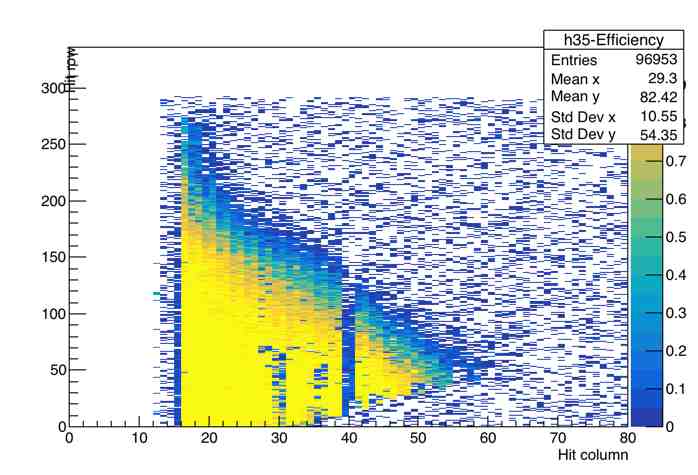 h35-Efficiency
Entries 96953
Mean x 29.3
Mean y 82.42
Std Dev x 10.55
Std Dev y 54.35
300
250
200
150
100
50
0
0 10 20 30 40 50 60 70 80
Hit column
0.7
0.6
0.5
0.4
0.3
0.2
0.1
0